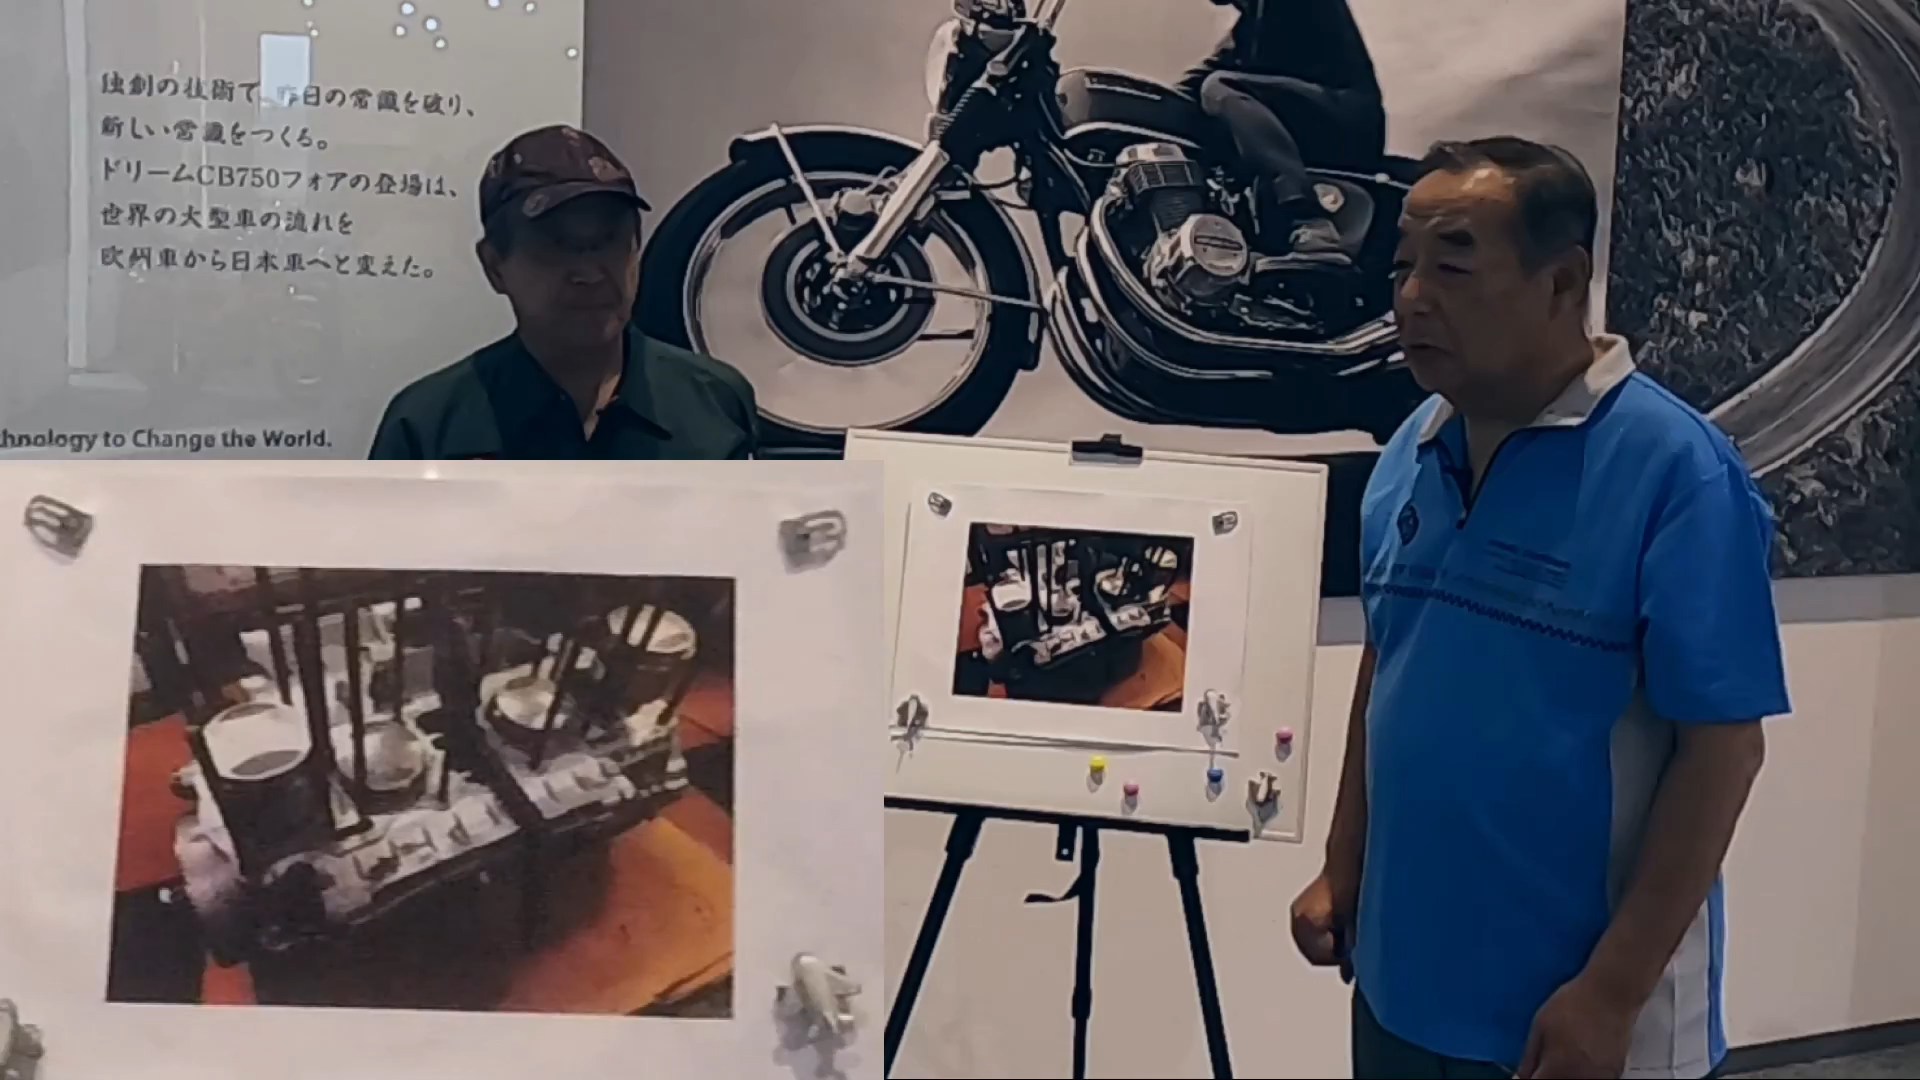 独創の技術で、昨日の常識を破り、
新しい常識をつくる。
ドリームCB750フォアの登場は、
世界の大型車の流れを
欧州車から日本車へと変えた。
hnology to Change the World.